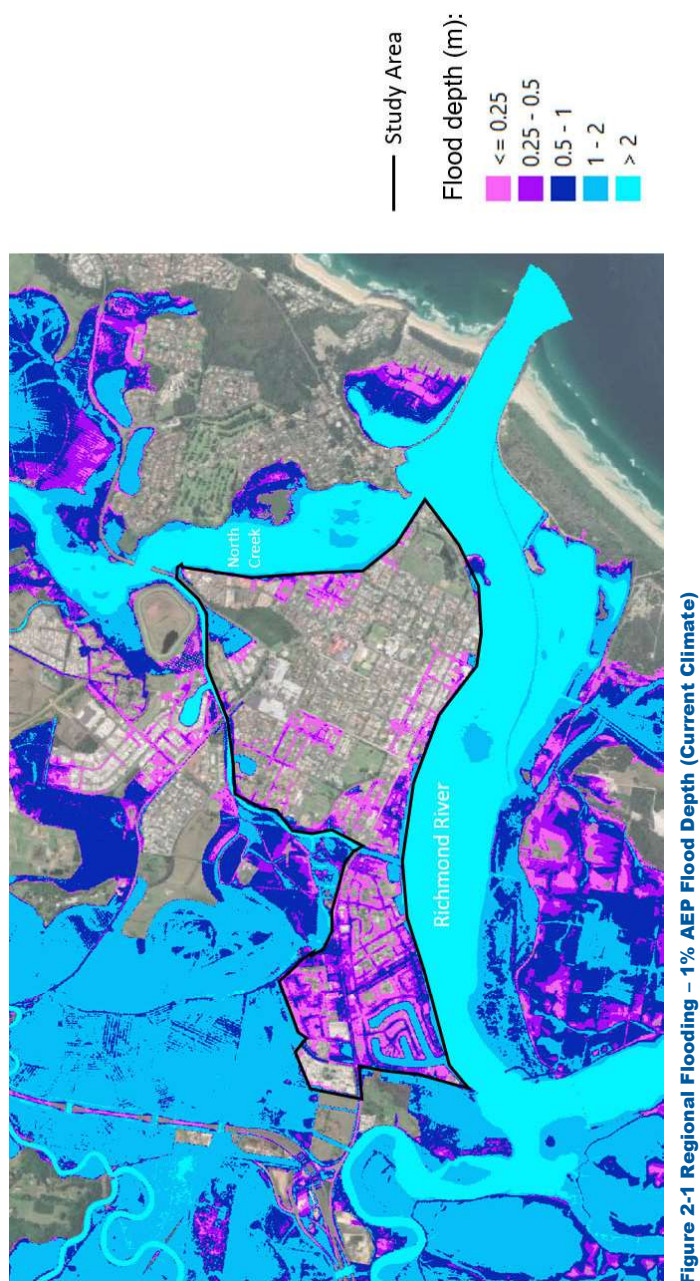 North
Creek
Richmond River
Study Area
Flood depth (m):
<= 0.25
0.25 - 0.5
0.5 - 1
1 - 2
> 2
Figure 2-1 Regional Flooding – 1% AEP Flood Depth (Current Climate)